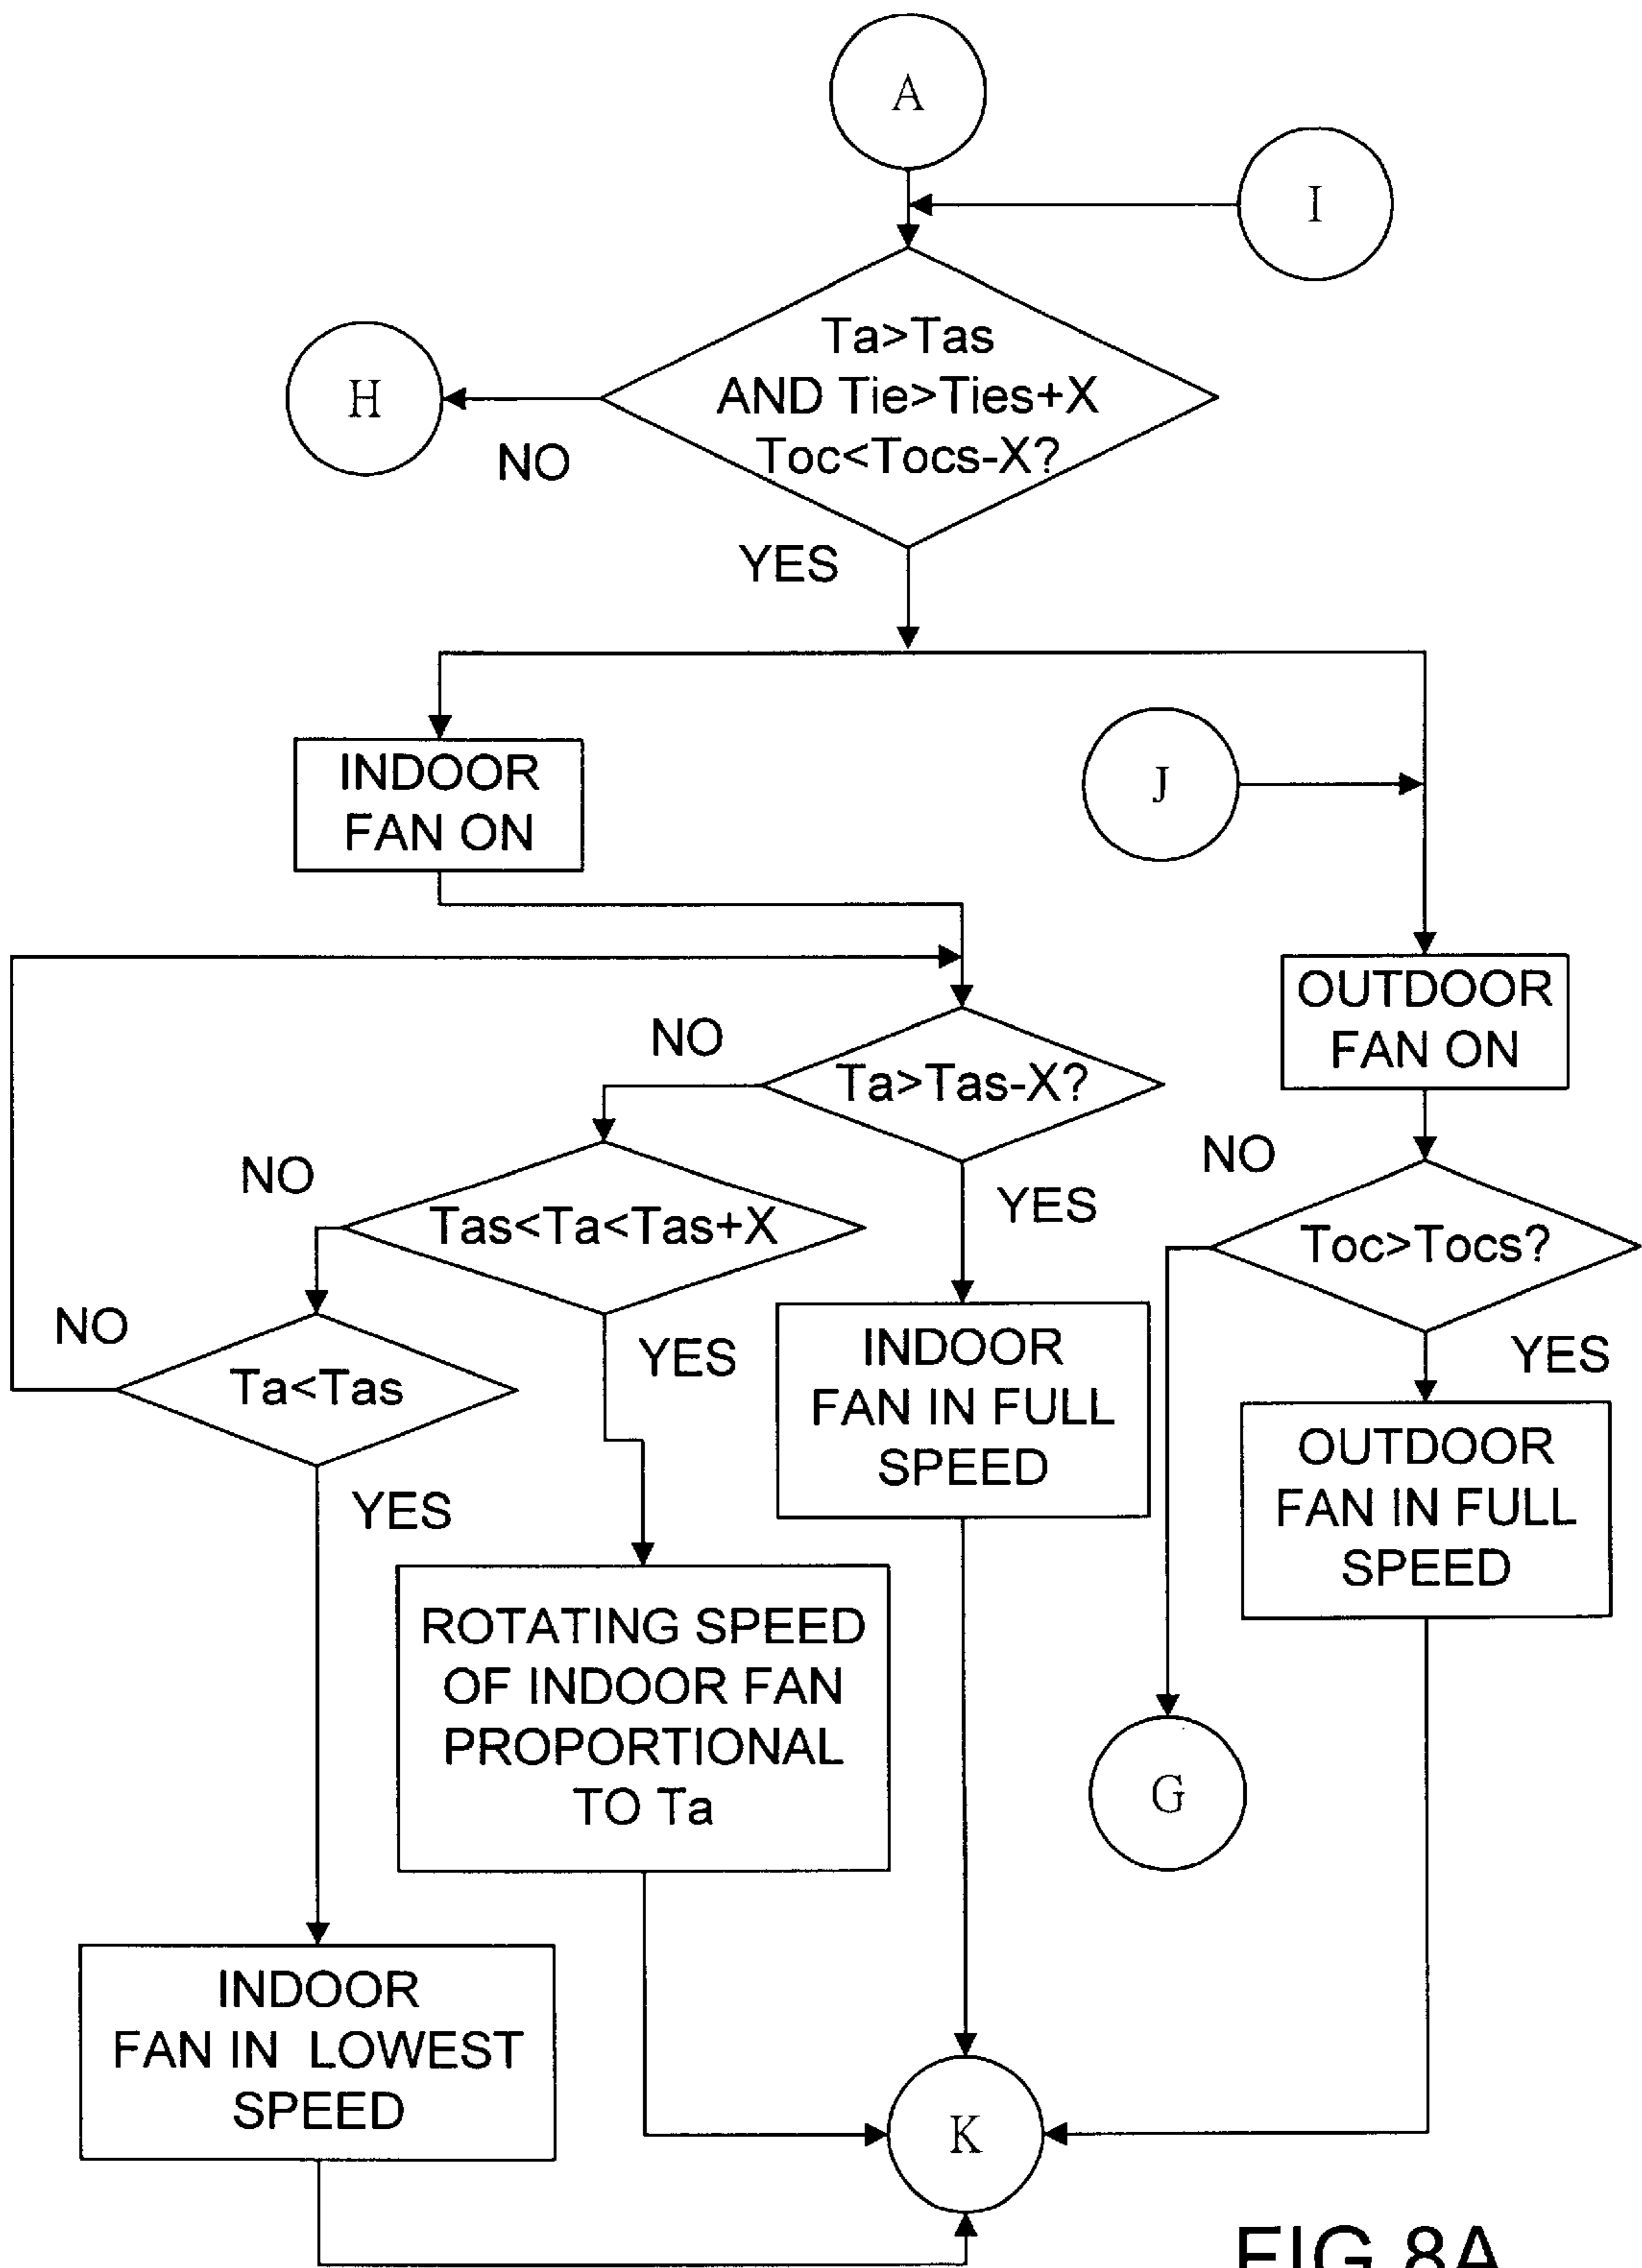 A
I
Ta>Tas
AND Tie>Ties+X
Toc<Tocs-X?
H
NO
YES
INDOOR
FAN ON
J
OUTDOOR
FAN ON
NO
Ta>Tas-X?
YES
NO
Tas<Ta<Tas+X
YES
NO
Toc>Tocs?
YES
NO
Ta<Tas
YES
INDOOR
FAN IN FULL
SPEED
OUTDOOR
FAN IN FULL
SPEED
ROTATING SPEED
OF INDOOR FAN
PROPORTIONAL
TO Ta
G
INDOOR
FAN IN LOWEST
SPEED
K
FIG.8A